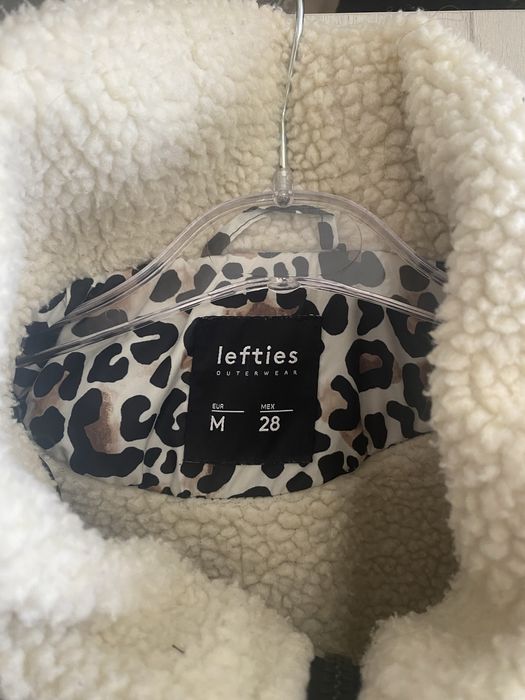 lefties
OUTERWEAR
EUR MEX
M 28